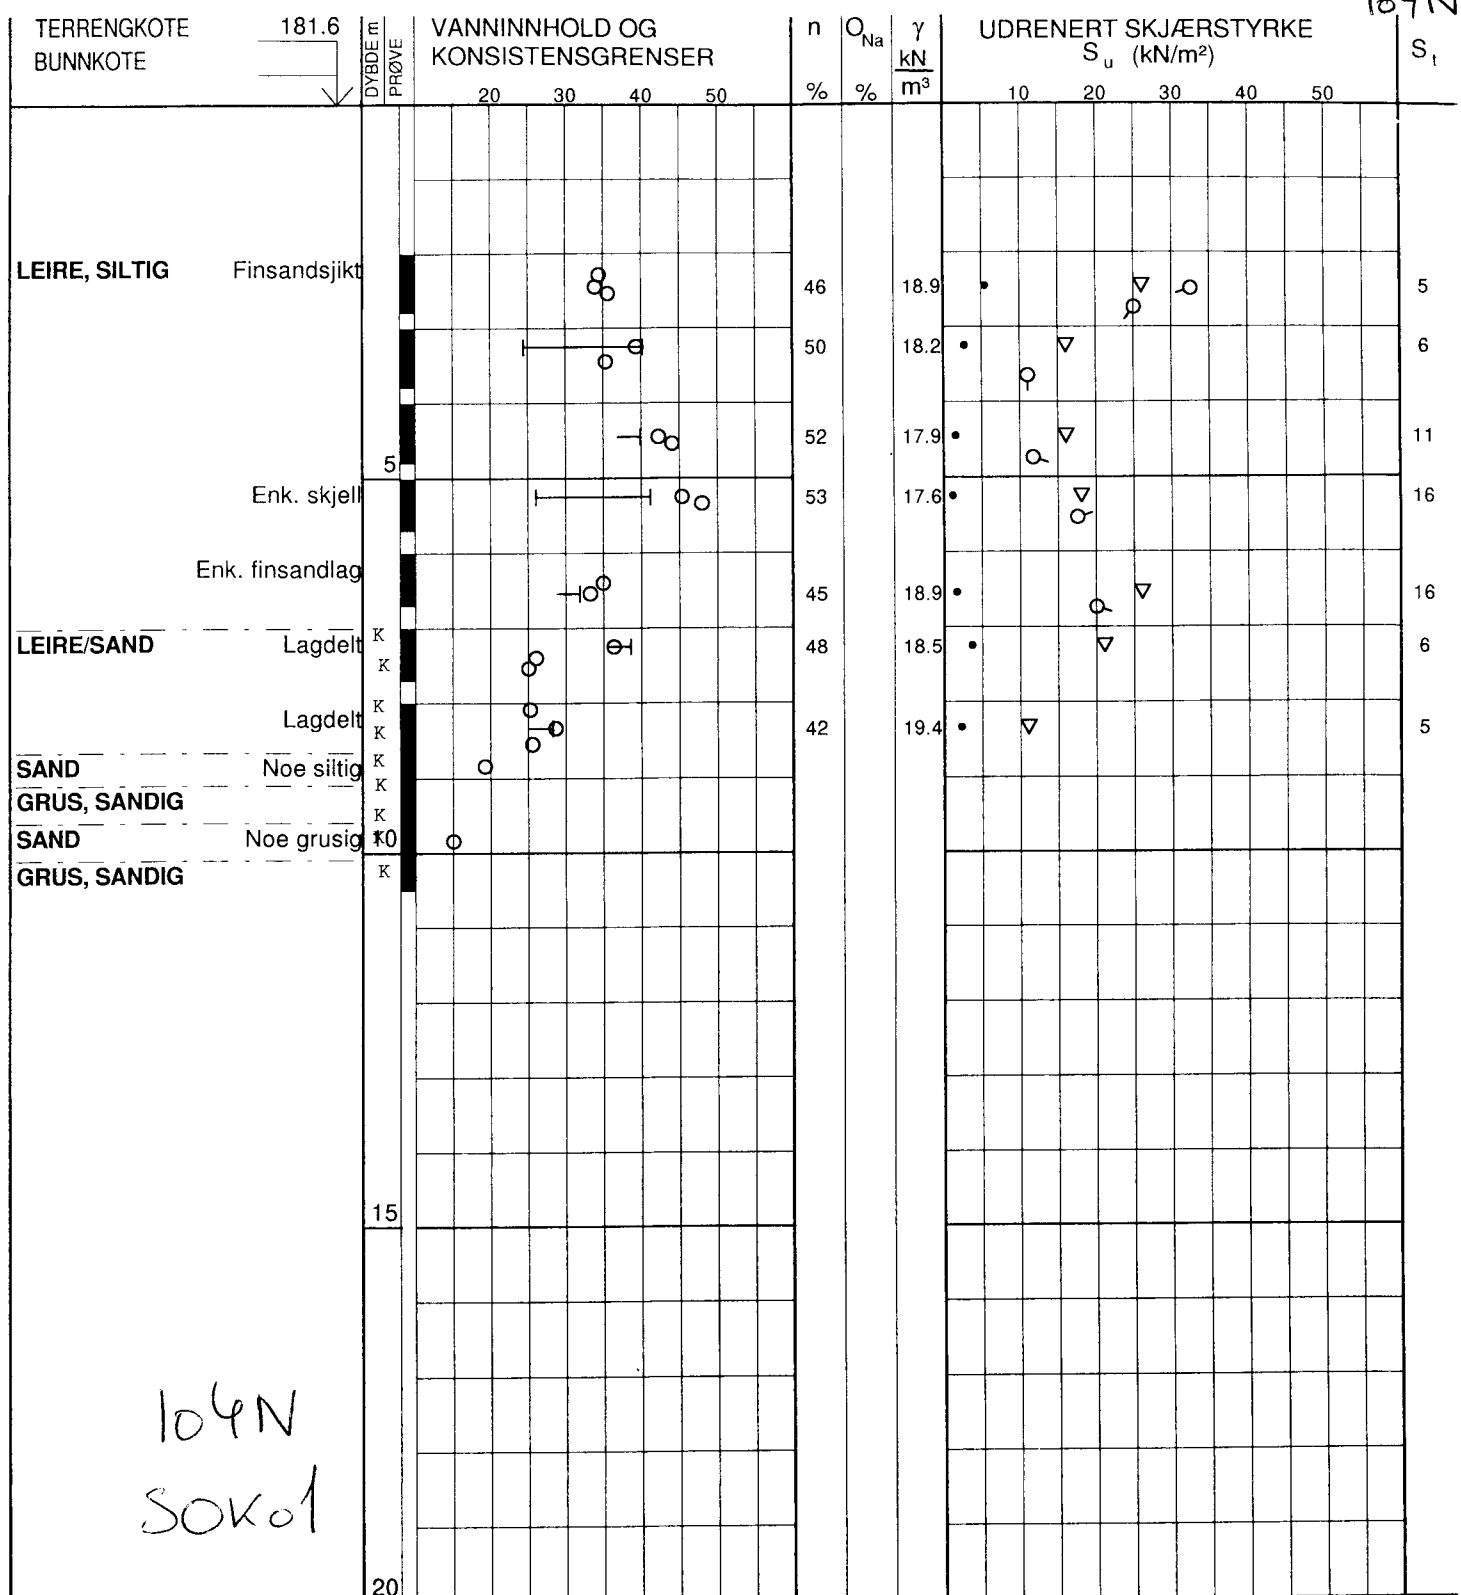 TERRENGKOTE 181.6
BUNNKOTE
DYBDE m
PRØVE
VANNINNHOLD OG
KONSISTENSGRENSER
20 30 40 50
n
%
O Na
%
γ
kN
m³
UDRENERT SKJÆRSTYRKE
S u (kN/m²)
10 20 30 40 50
S t
LEIRE, SILTIG Finsandsjikt 46 18.9 5
50 18.2 6
52 17.9 11
5
Enk. skjell 53 17.6 16
Enk. finsandlag
45 18.9 16
LEIRE/SAND Lagdelt K 48 18.5 6
K
K
Lagdelt K 42 19.4 5
SAND Noe siltig K
K
GRUS, SANDIG
K
SAND Noe grusig K 10
GRUS, SANDIG K
15
104N
SOK01
20